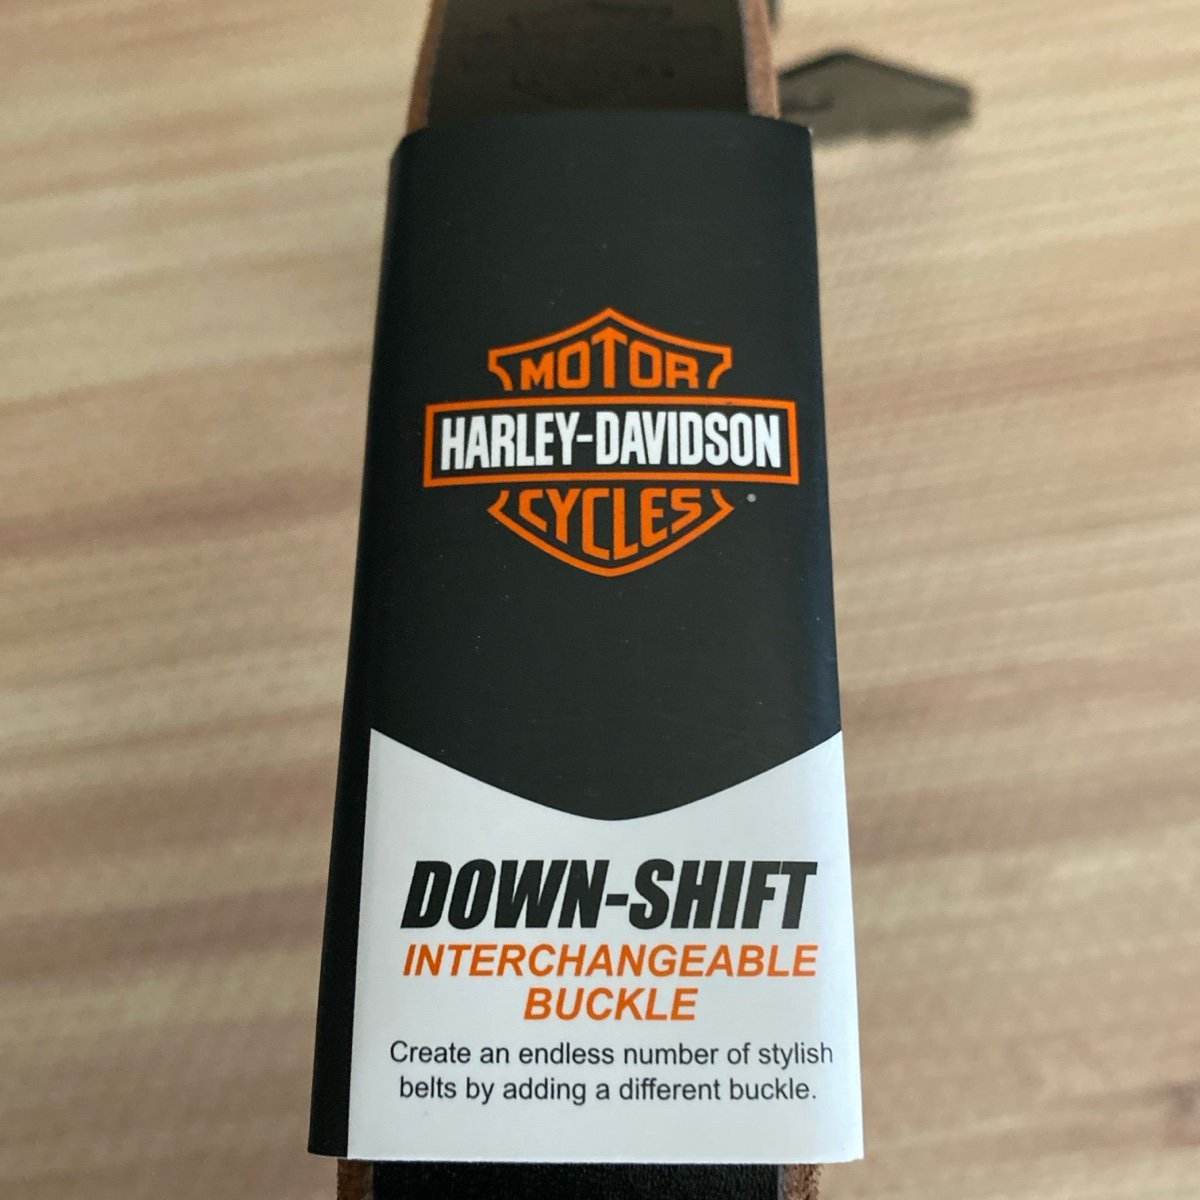 MOTOR
HARLEY-DAVIDSON
CYCLES
®
DOWN-SHIFT
INTERCHANGEABLE
BUCKLE
Create an endless number of stylish
belts by adding a different buckle.